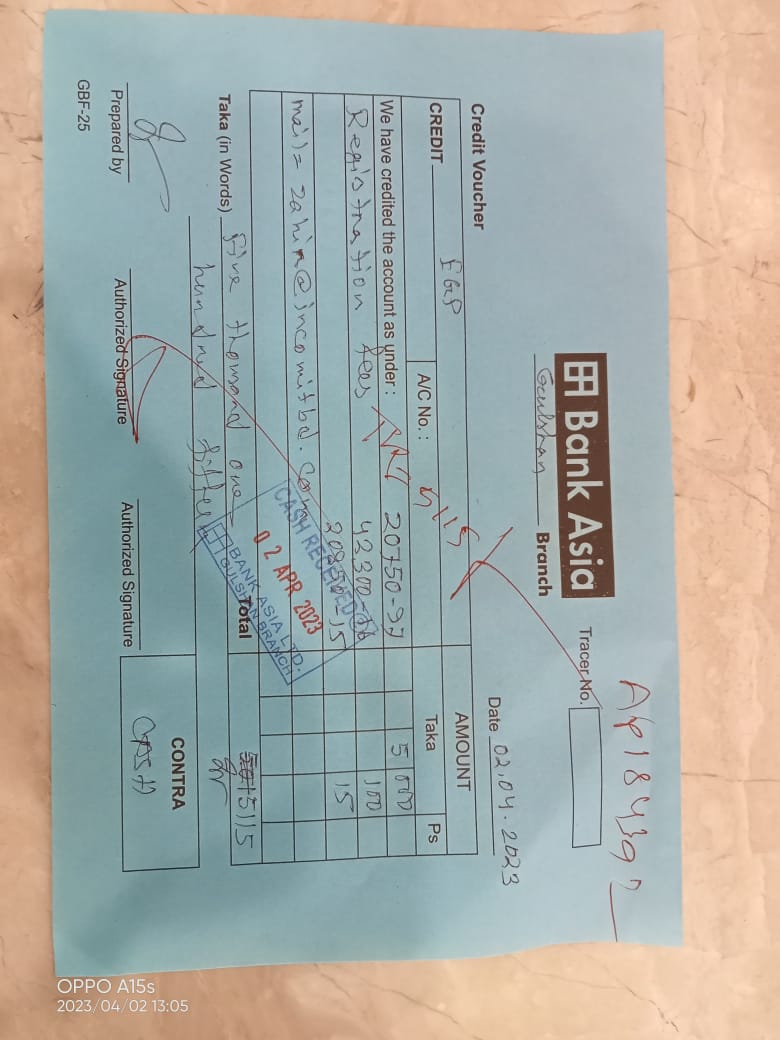 AP184392
Bank Asia
Tracer No.
Gulshan Branch
Date 02.04.2023
Credit Voucher
AMOUNT
CREDIT EGP
Taka Ps
A/C No. :
TK 5115
We have credited the account as under : 20750-97 5 000
Registration fees 42300- 100
15
mail= zahin@incomitbd.com
CASH RECEIVED
02 APR 2023
BANK ASIA LTD.
GULSHAN BRANCH
Total 5115
Taka (in Words) Five thousand one
hundred fifteen
CONTRA
CASH
Prepared by
Authorized Signature
Authorized Signature
GBF-25
OPPO A15s
2023/04/02 13:05